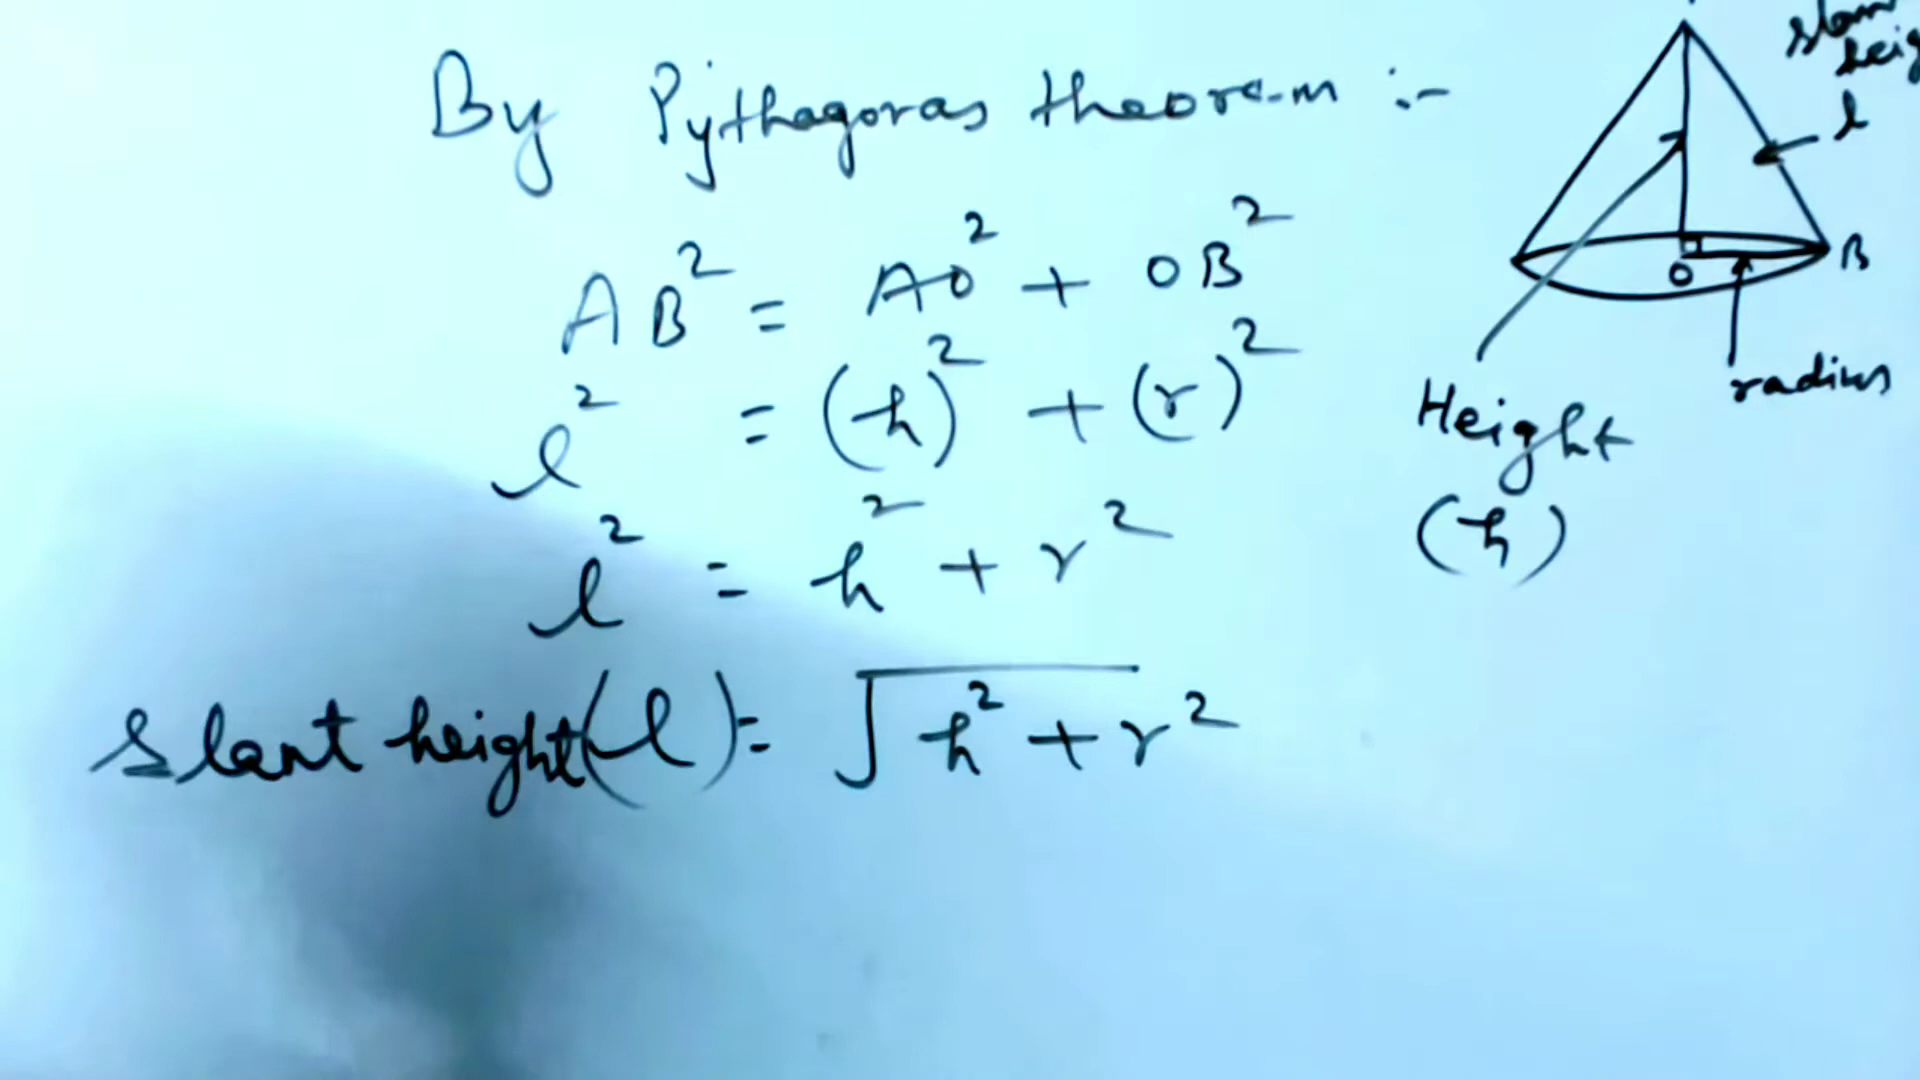 By Pythagoras theorem :-
AB² = AO² + OB²
l² = (h)² + (r)²
l² = h² + r²
slant height(l) = √h² + r²
l
B
O
radius
Height
(h)